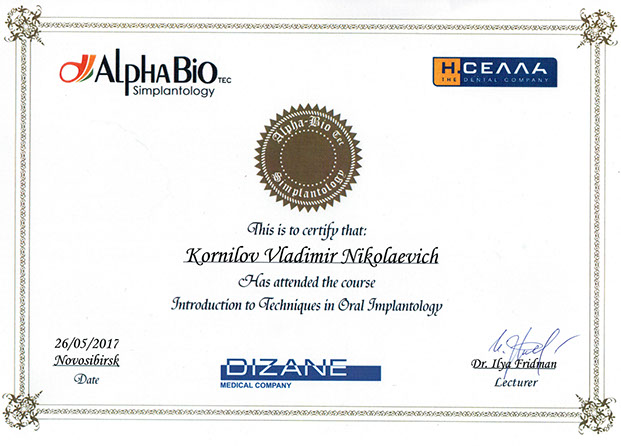 AlphaBio TEC
Simplantology
H.CEΛΛA
THE DENTAL COMPANY
Alpha Bio Tec
This is to certify that:
Kornilov Vladimir Nikolaevich
Has attended the course
Introduction to Techniques in Oral Implantology
26/05/2017
Novosibirsk
Date
DIZANE
MEDICAL COMPANY
Dr. Ilya Fridman
Lecturer